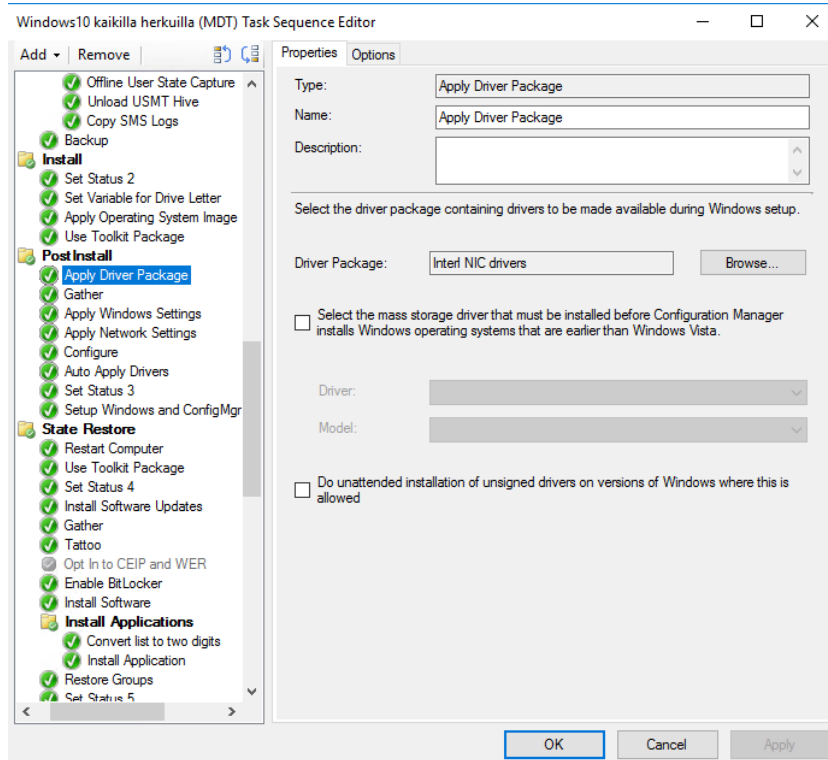 Windows10 kaikilla herkuilla (MDT) Task Sequence Editor
Add
Remove
Offline User State Capture
Unload USMT Hive
Copy SMS Logs
Backup
Install
Set Status 2
Set Variable for Drive Letter
Apply Operating System Image
Use Toolkit Package
PostInstall
Apply Driver Package
Gather
Apply Windows Settings
Apply Network Settings
Configure
Auto Apply Drivers
Set Status 3
Setup Windows and ConfigMgr
State Restore
Restart Computer
Use Toolkit Package
Set Status 4
Install Software Updates
Gather
Tattoo
Opt In to CEIP and WER
Enable BitLocker
Install Software
Install Applications
Convert list to two digits
Install Application
Restore Groups
Set Status 5
Properties
Options
Type:
Apply Driver Package
Name:
Apply Driver Package
Description:
Select the driver package containing drivers to be made available during Windows setup.
Driver Package:
Interl NIC drivers
Browse...
Select the mass storage driver that must be installed before Configuration Manager
installs Windows operating systems that are earlier than Windows Vista.
Driver:
Model:
Do unattended installation of unsigned drivers on versions of Windows where this is
allowed
OK
Cancel
Apply